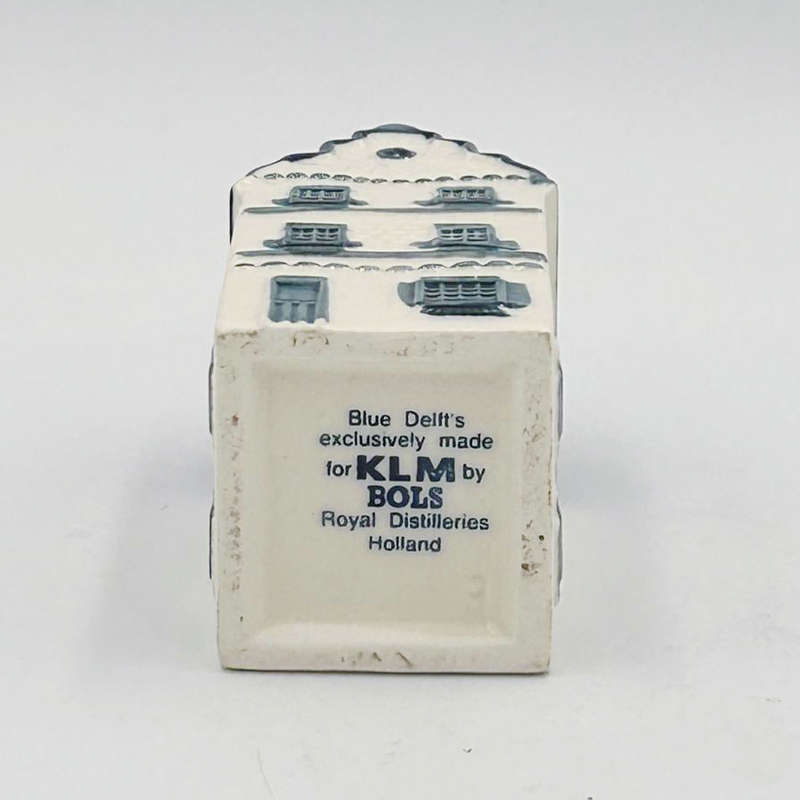 Blue Delft's
exclusively made
for KLM by
BOLS
Royal Distilleries
Holland